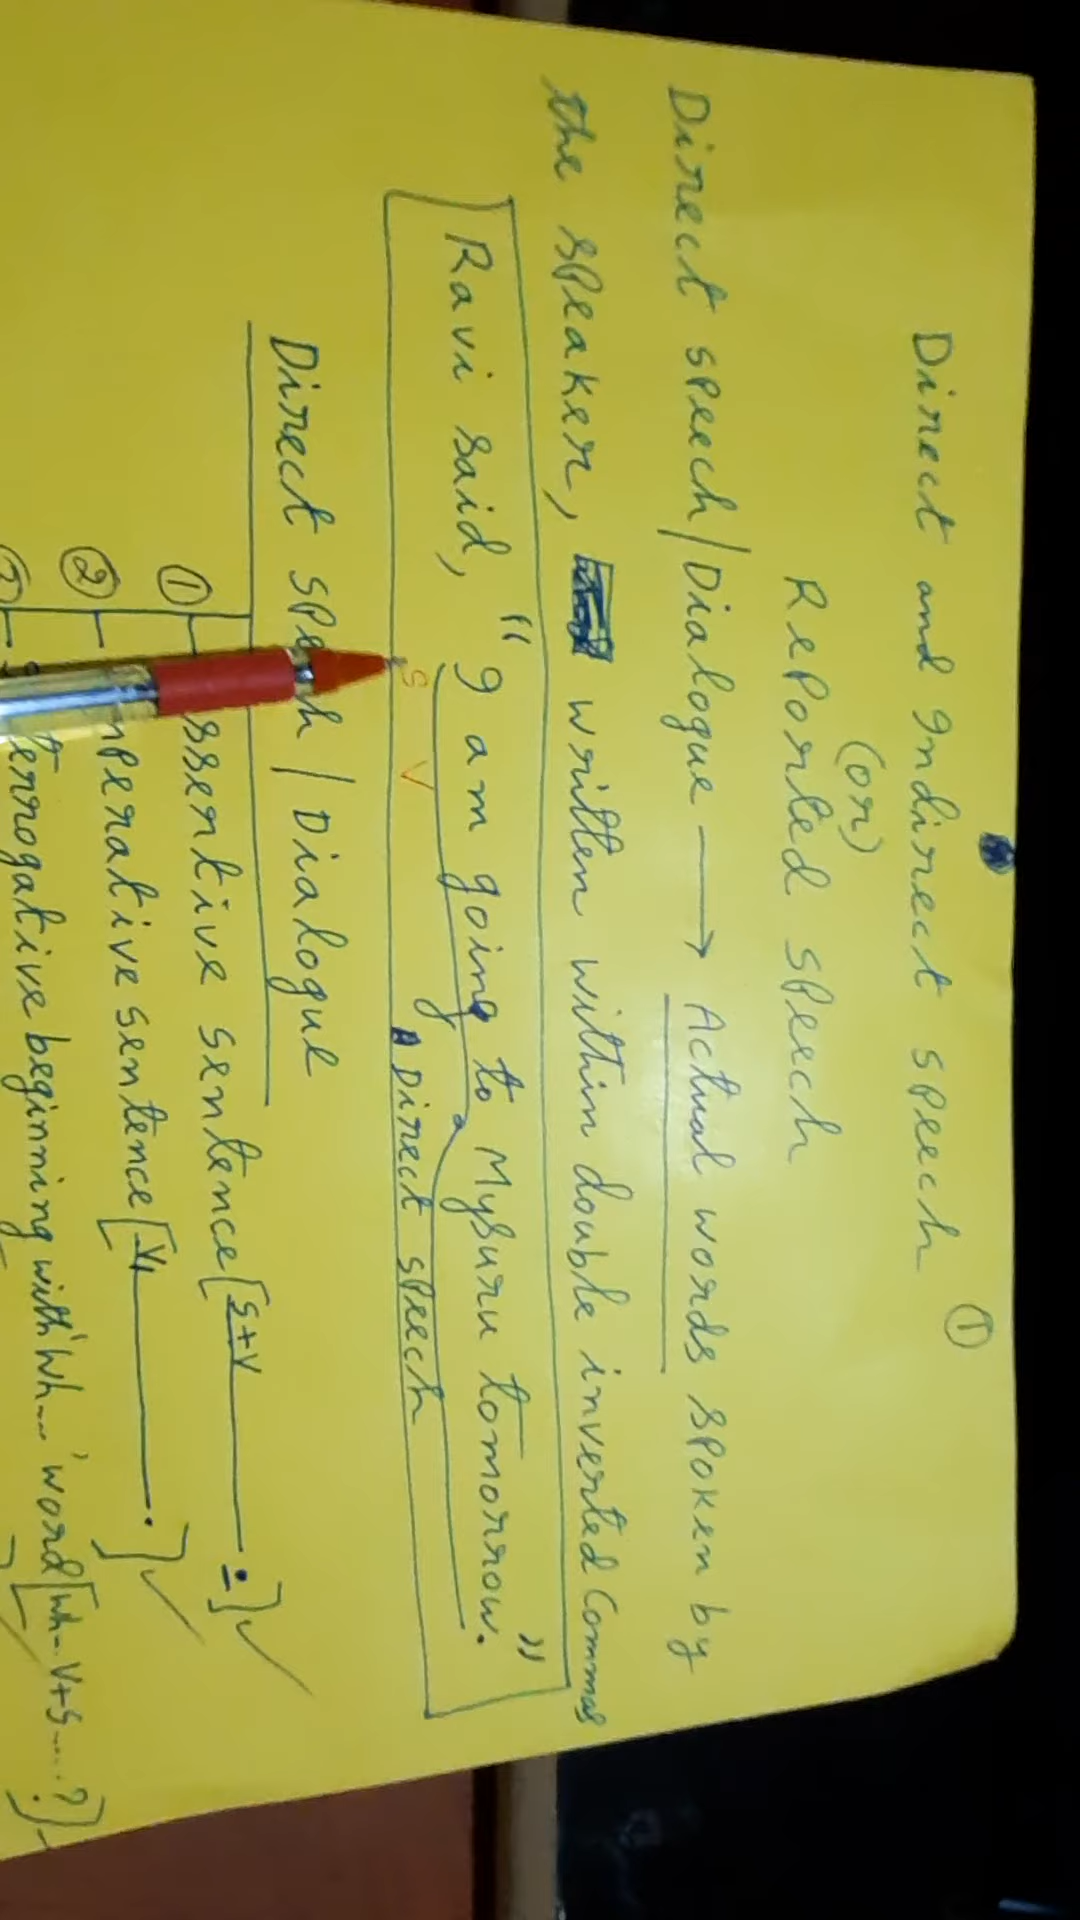 ①
Direct and Indirect speech
(or)
Reported speech
Direct speech/Dialogue → Actual words spoken by
the speaker, written within double inverted commas
Ravi said, "I am going to Mysuru tomorrow."
S V
Direct speech
Direct speech / Dialogue
① Assertive sentence [S+V———.]✓
② Imperative sentence [V1———.]✓
beginning with 'Wh---' word [Wh-- V+S---?]